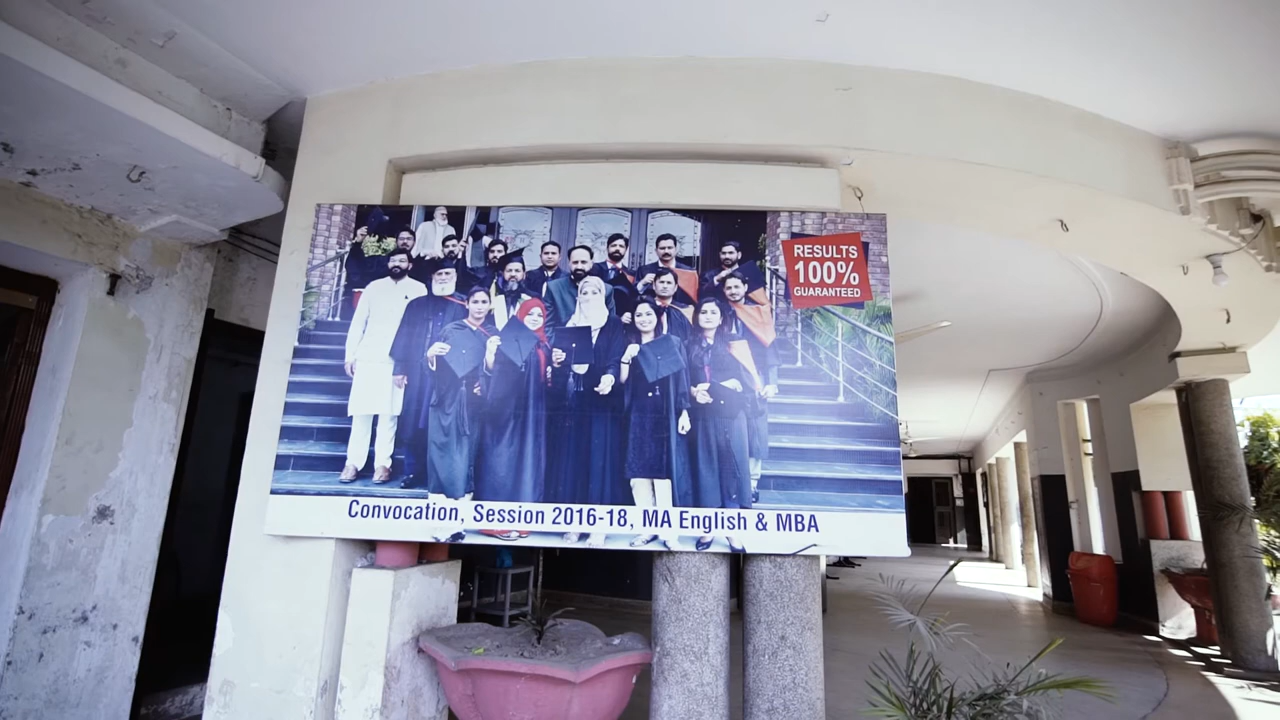 RESULTS
100%
GUARANTEED
Convocation, Session 2016-18, MA English & MBA